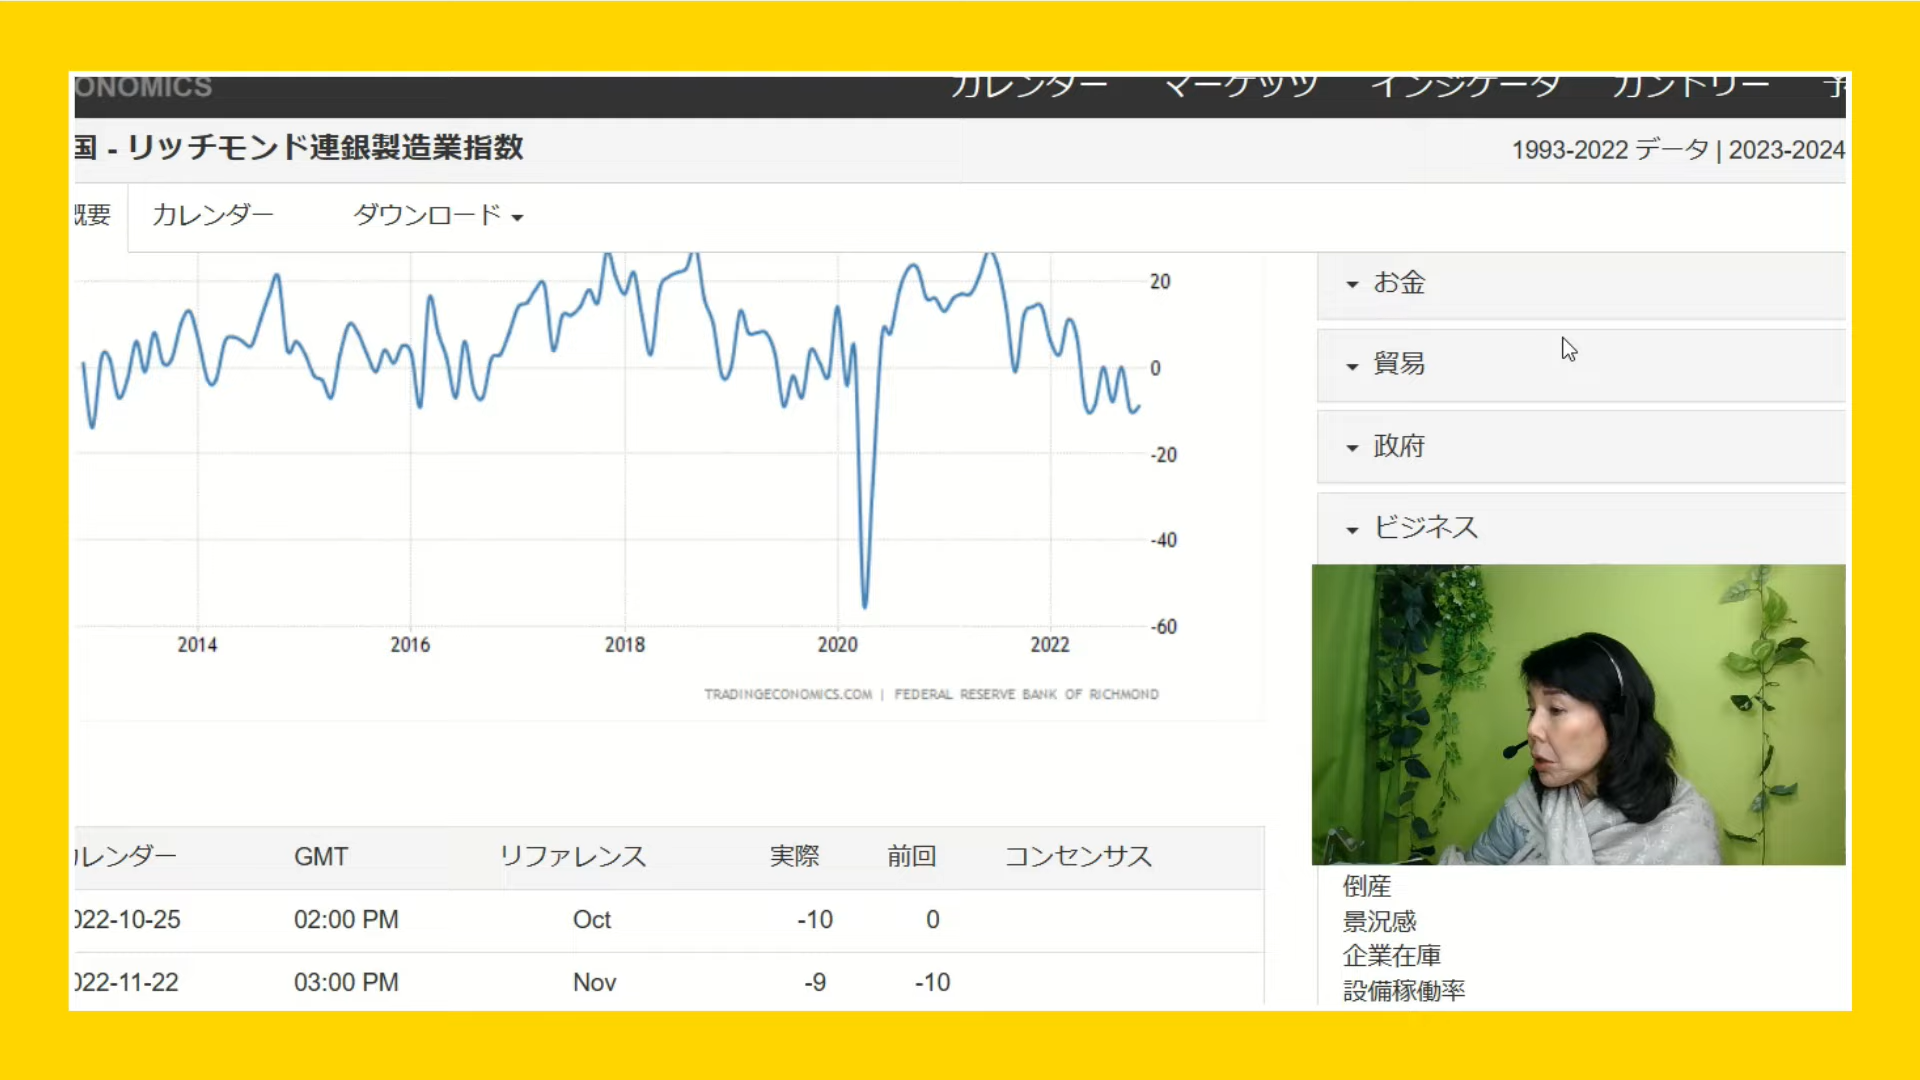 ONOMICS
カレンダー マーケッツ インジケータ カントリー 予
国 - リッチモンド連銀製造業指数
1993-2022 データ | 2023-2024
概要 カレンダー ダウンロード
20
0
-20
-40
-60
2014 2016 2018 2020 2022
TRADINGECONOMICS.COM | FEDERAL RESERVE BANK OF RICHMOND
お金
貿易
政府
ビジネス
倒産
景況感
企業在庫
設備稼働率
カレンダー GMT リファレンス 実際 前回 コンセンサス
022-10-25 02:00 PM Oct -10 0
022-11-22 03:00 PM Nov -9 -10